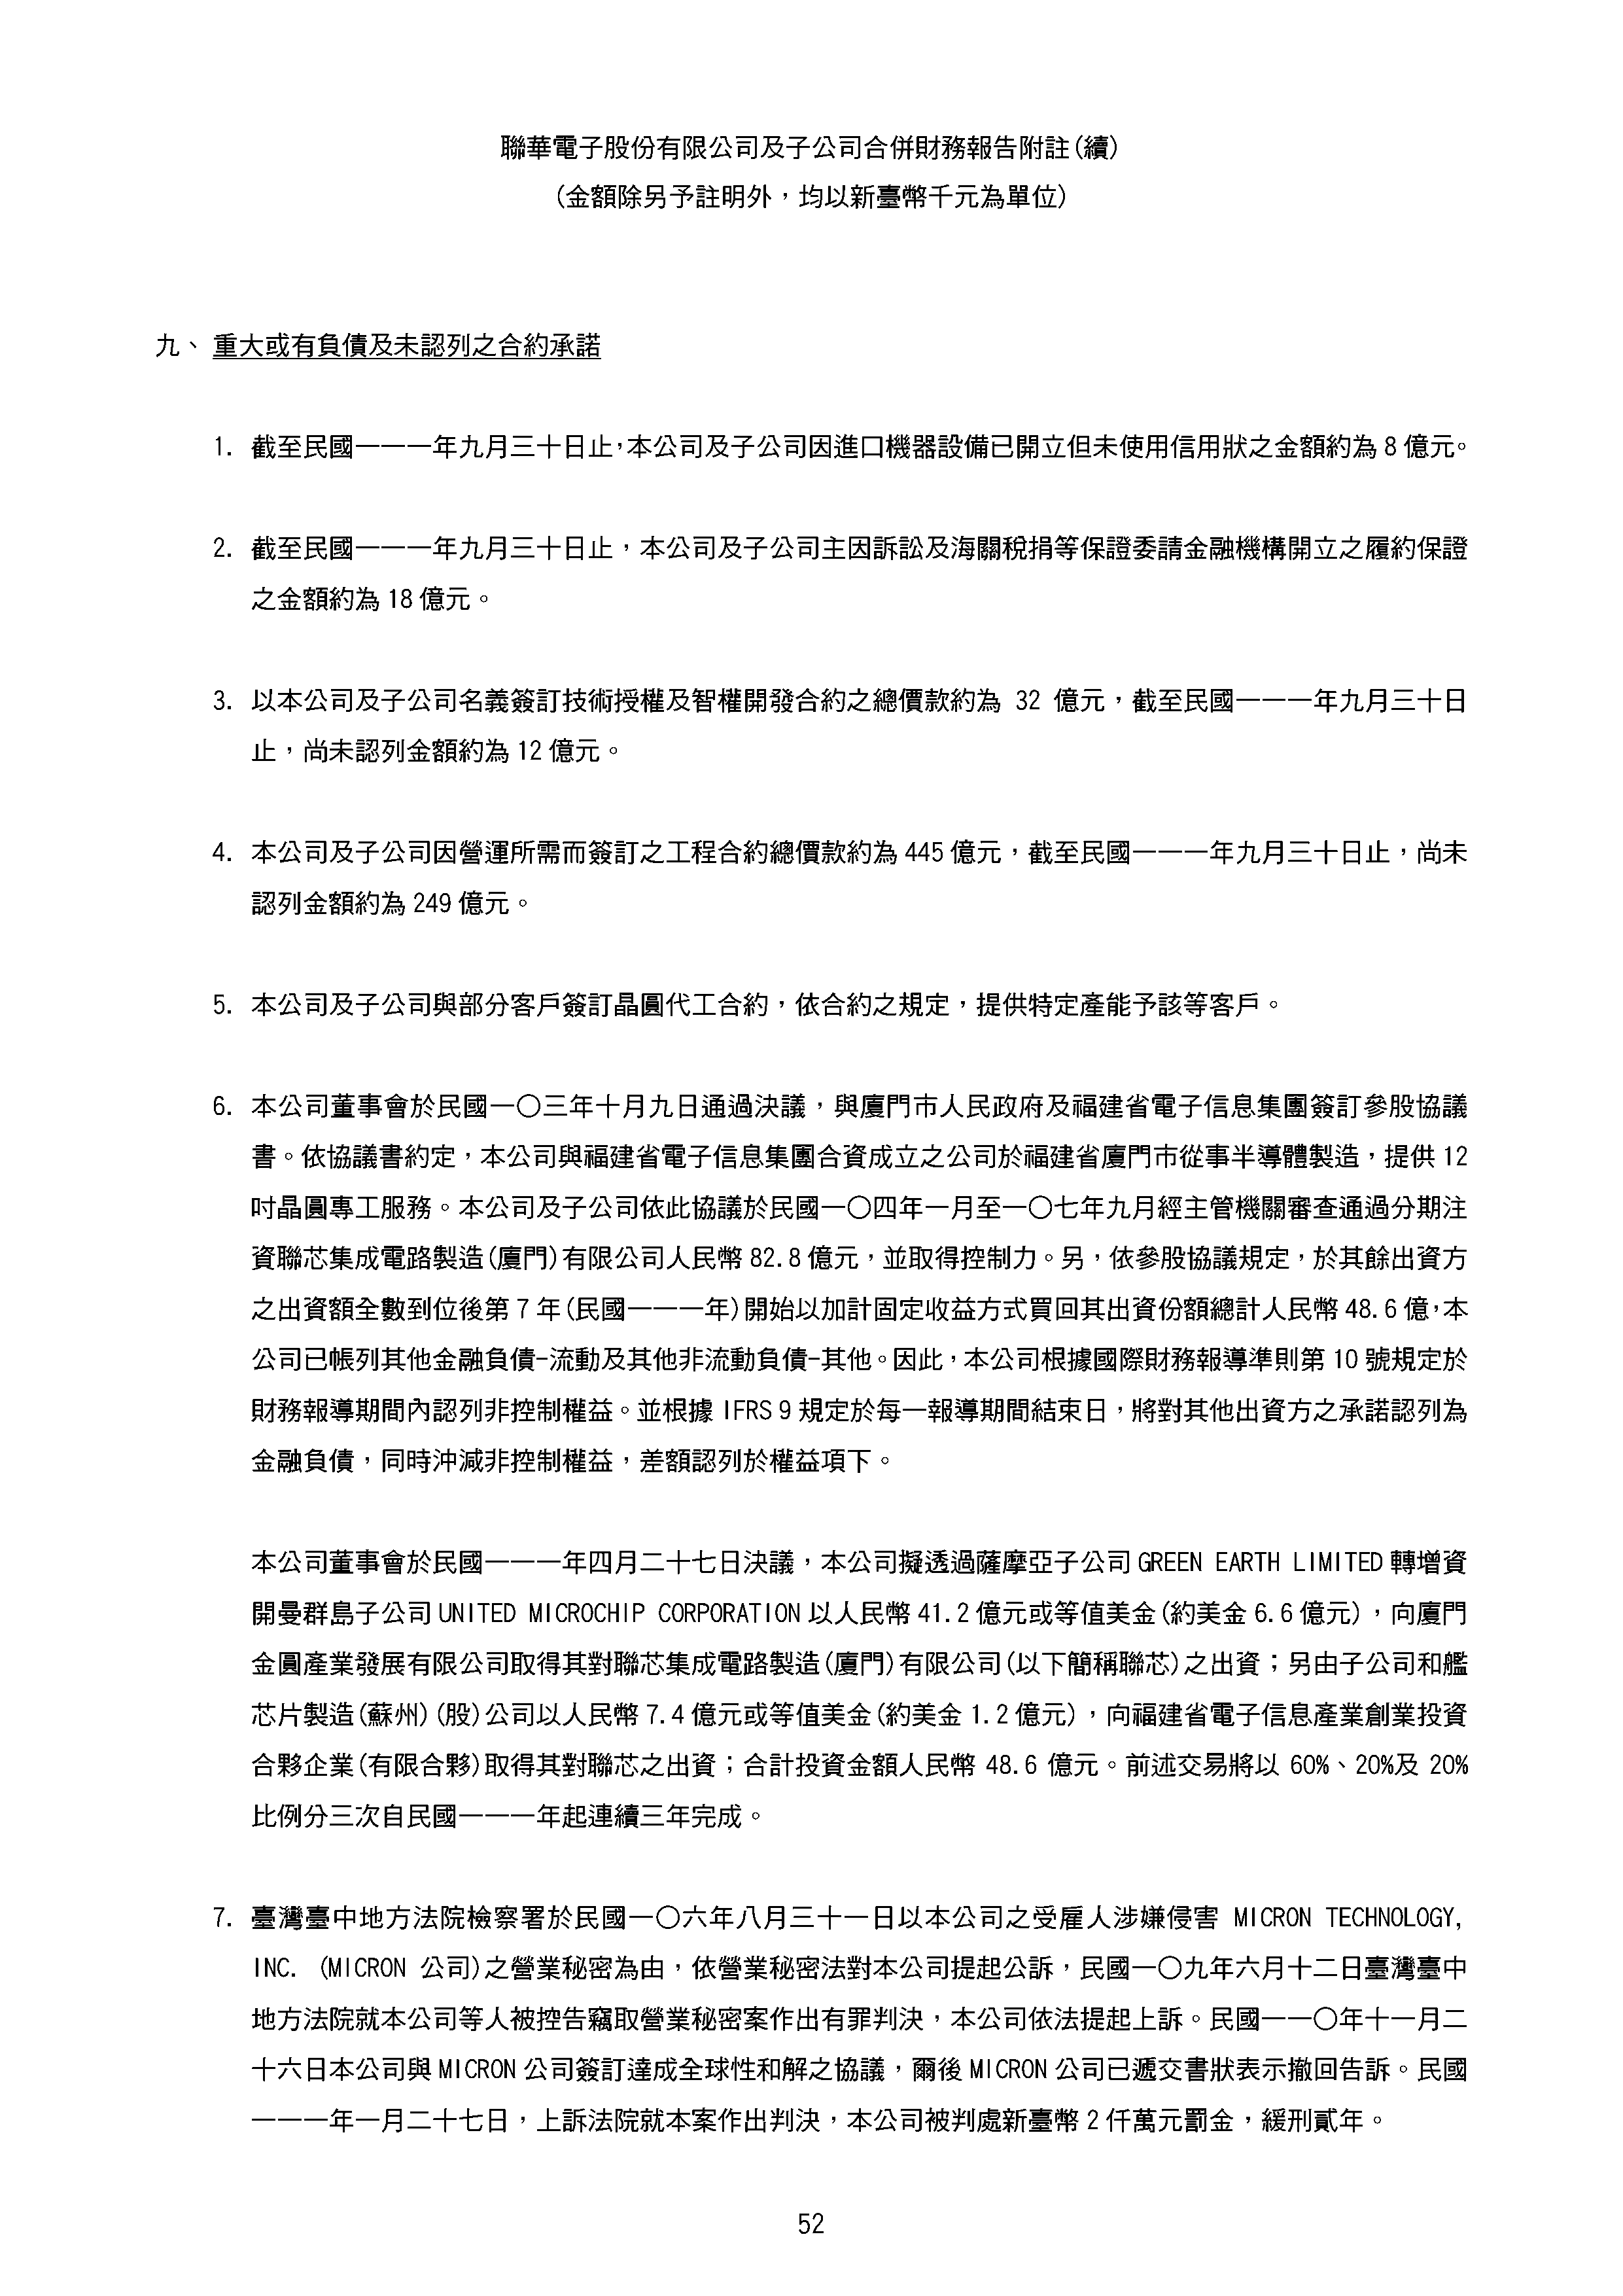 聯華電子股份有限公司及子公司合併財務報告附註(續)
(金額除另予註明外，均以新臺幣千元為單位)
九、重大或有負債及未認列之合約承諾
1. 截至民國一一一年九月三十日止，本公司及子公司因進口機器設備已開立但未使用信用狀之金額約為 8 億元。
2. 截至民國一一一年九月三十日止，本公司及子公司主因訴訟及海關稅捐等保證委請金融機構開立之履約保證
之金額約為 18 億元。
3. 以本公司及子公司名義簽訂技術授權及智權開發合約之總價款約為 32 億元，截至民國一一一年九月三十日
止，尚未認列金額約為 12 億元。
4. 本公司及子公司因營運所需而簽訂之工程合約總價款約為 445 億元，截至民國一一一年九月三十日止，尚未
認列金額約為 249 億元。
5. 本公司及子公司與部分客戶簽訂晶圓代工合約，依合約之規定，提供特定產能予該等客戶。
6. 本公司董事會於民國一〇三年十月九日通過決議，與廈門市人民政府及福建省電子信息集團簽訂參股協議
書。依協議書約定，本公司與福建省電子信息集團合資成立之公司於福建省廈門市從事半導體製造，提供 12
吋晶圓專工服務。本公司及子公司依此協議於民國一〇四年一月至一〇七年九月經主管機關審查通過分期注
資聯芯集成電路製造(廈門)有限公司人民幣 82.8 億元，並取得控制力。另，依參股協議規定，於其餘出資方
之出資額全數到位後第 7 年(民國一一一年)開始以加計固定收益方式買回其出資份額總計人民幣 48.6 億，本
公司已帳列其他金融負債-流動及其他非流動負債-其他。因此，本公司根據國際財務報導準則第 10 號規定於
財務報導期間內認列非控制權益。並根據 IFRS 9 規定於每一報導期間結束日，將對其他出資方之承諾認列為
金融負債，同時沖減非控制權益，差額認列於權益項下。
本公司董事會於民國一一一年四月二十七日決議，本公司擬透過薩摩亞子公司 GREEN EARTH LIMITED 轉增資
開曼群島子公司 UNITED MICROCHIP CORPORATION 以人民幣 41.2 億元或等值美金(約美金 6.6 億元)，向廈門
金圓產業發展有限公司取得其對聯芯集成電路製造(廈門)有限公司(以下簡稱聯芯)之出資；另由子公司和艦
芯片製造(蘇州)(股)公司以人民幣 7.4 億元或等值美金(約美金 1.2 億元)，向福建省電子信息產業創業投資
合夥企業(有限合夥)取得其對聯芯之出資；合計投資金額人民幣 48.6 億元。前述交易將以 60%、20%及 20%
比例分三次自民國一一一年起連續三年完成。
7. 臺灣臺中地方法院檢察署於民國一〇六年八月三十一日以本公司之受雇人涉嫌侵害 MICRON TECHNOLOGY,
INC. (MICRON 公司)之營業秘密為由，依營業秘密法對本公司提起公訴，民國一〇九年六月十二日臺灣臺中
地方法院就本公司等人被控告竊取營業秘密案作出有罪判決，本公司依法提起上訴。民國一一〇年十一月二
十六日本公司與 MICRON 公司簽訂達成全球性和解之協議，爾後 MICRON 公司已遞交書狀表示撤回告訴。民國
一一一年一月二十七日，上訴法院就本案作出判決，本公司被判處新臺幣 2 仟萬元罰金，緩刑貳年。
52